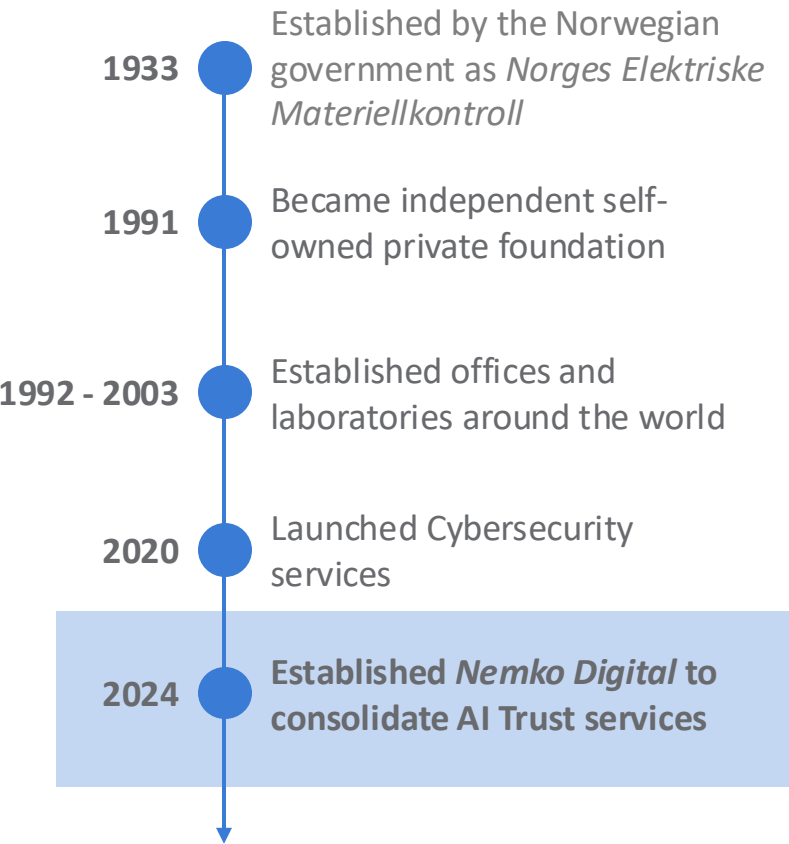 1933
Established by the Norwegian
government as Norges Elektriske
Materiellkontroll
1991
Became independent self-
owned private foundation
1992 - 2003
Established offices and
laboratories around the world
2020
Launched Cybersecurity
services
2024
Established Nemko Digital to
consolidate AI Trust services